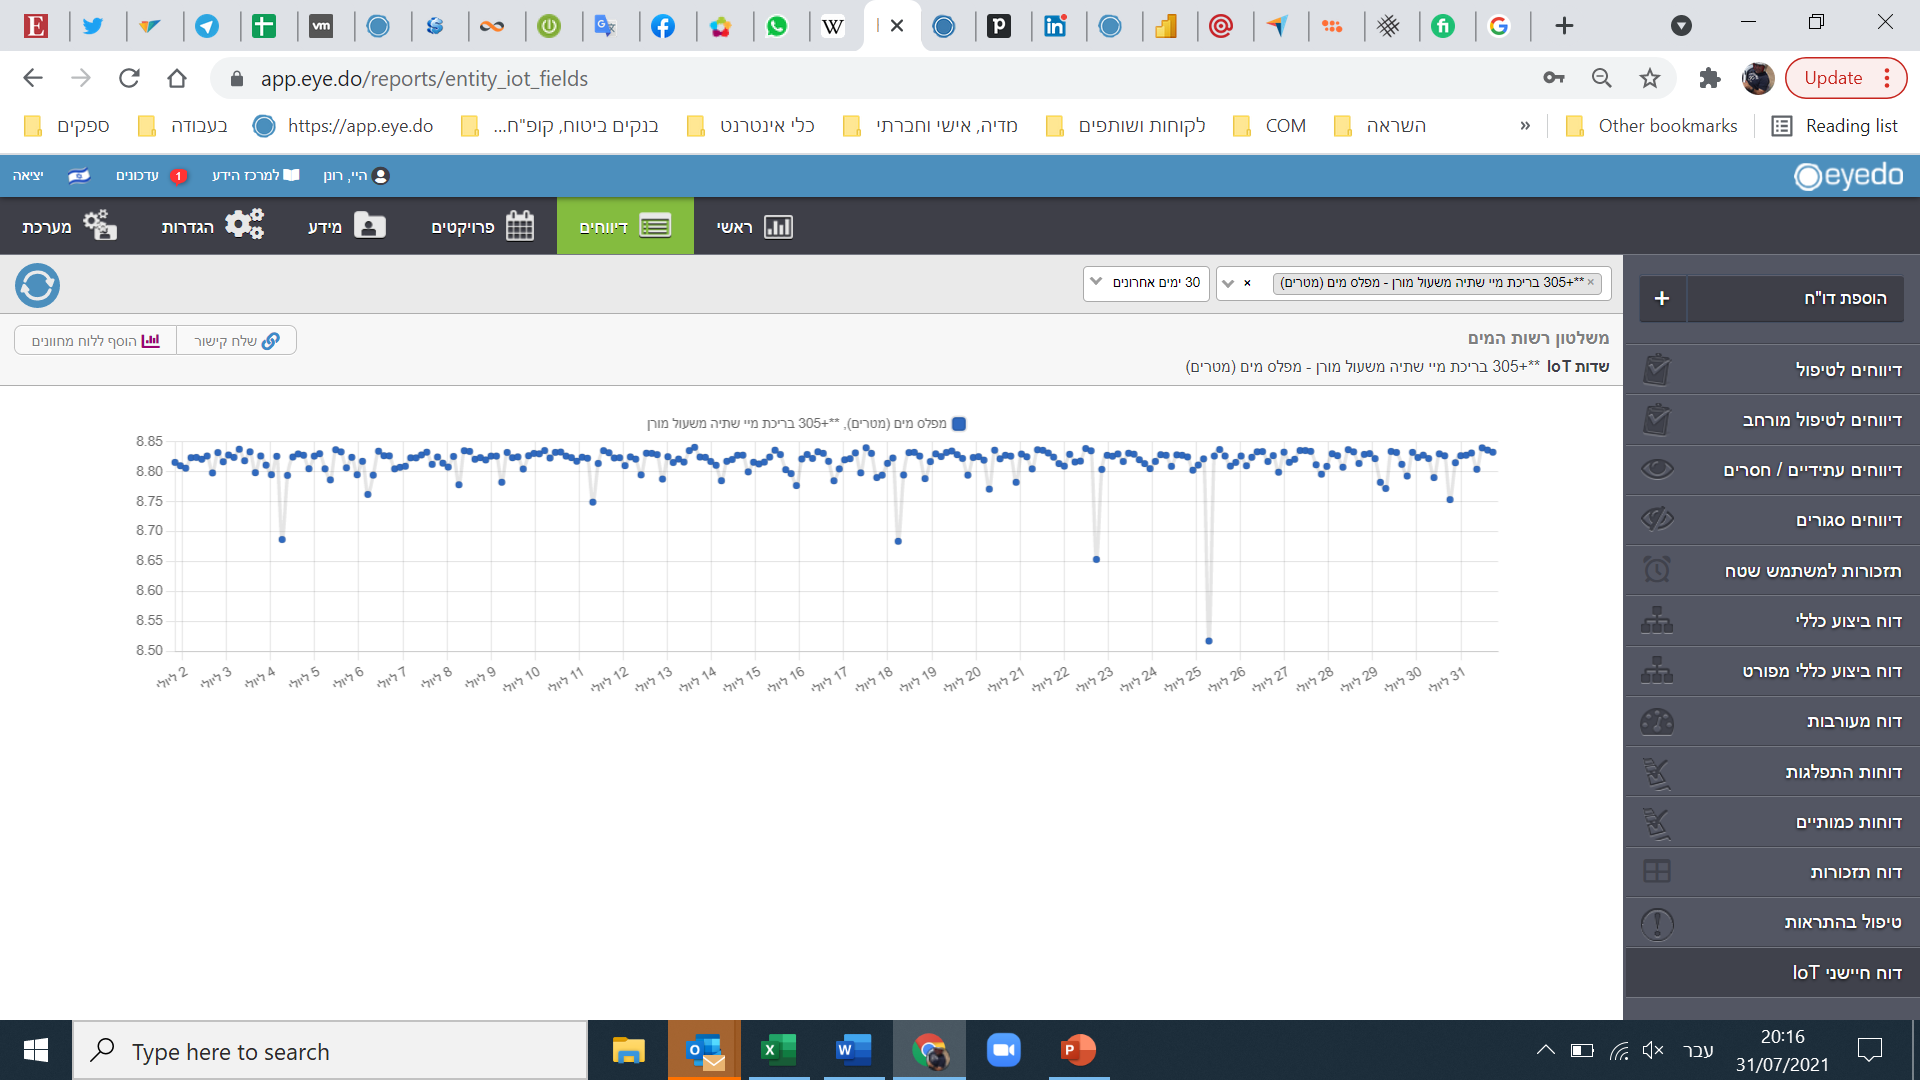 vm
W
app.eye.do/reports/entity_iot_fields
Update
ספקים
בעבודה
https://app.eye.do
בנקים ביטוח, קופ"ח...
כלי אינטרנט
מדיה, אישי וחברתי
לקוחות ושותפים
COM
השראה
»
Other bookmarks
Reading list
eyedo
היי, רונן
למרכז הידע
1 עדכונים
יציאה
ראשי
דיווחים
פרויקטים
מידע
הגדרות
מערכת
הוספת דו"ח +
× **+305 בריכת מיי שתיה משעול מורן - מפלס מים (מטרים) ×
30 ימים אחרונים
משלטון רשות המים
שלח קישור
הוסף ללוח מחוונים
שדות IoT **+305 בריכת מיי שתיה משעול מורן - מפלס מים (מטרים)
דיווחים לטיפול
דיווחים לטיפול מורחב
דיווחים עתידיים / חסרים
דיווחים סגורים
תזכורות למשתמש שטח
דוח ביצוע כללי
דוח ביצוע כללי מפורט
דוח מעורבות
דוחות התפלגות
דוחות כמותיים
דוח תזכורות
טיפול בהתראות
דוח חיישני IoT
מפלס מים (מטרים), **+305 בריכת מיי שתיה משעול מורן
8.85
8.80
8.75
8.70
8.65
8.60
8.55
8.50
2 ליולי
3 ליולי
4 ליולי
5 ליולי
6 ליולי
7 ליולי
8 ליולי
9 ליולי
10 ליולי
11 ליולי
12 ליולי
13 ליולי
14 ליולי
15 ליולי
16 ליולי
17 ליולי
18 ליולי
19 ליולי
20 ליולי
21 ליולי
22 ליולי
23 ליולי
24 ליולי
25 ליולי
26 ליולי
27 ליולי
28 ליולי
29 ליולי
30 ליולי
31 ליולי
Type here to search
עבר
20:16
31/07/2021